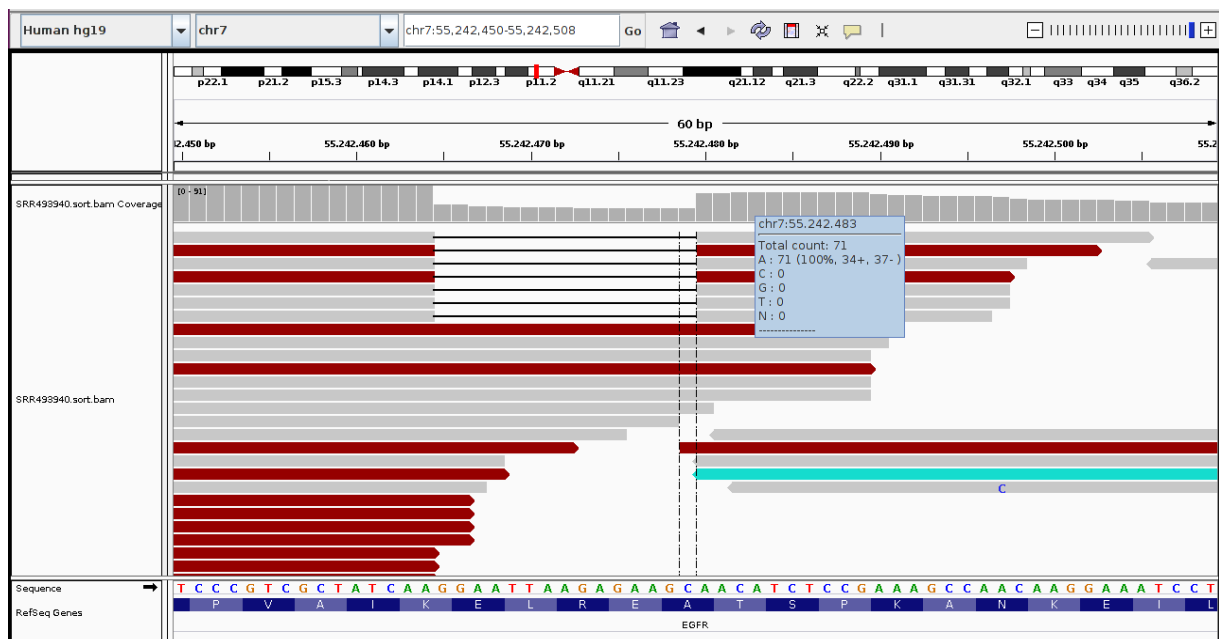 Human hg19 chr7 chr7:55,242,450-55,242,508 Go
p22.1 p21.2 p15.3 p14.3 p14.1 p12.3 p11.2 q11.21 q11.23 q21.12 q21.3 q22.2 q31.1 q31.31 q32.1 q33 q34 q35 q36.2
60 bp
2.450 bp 55.242.460 bp 55.242.470 bp 55.242.480 bp 55.242.490 bp 55.242.500 bp 55.2
[0 - 91]
SRR493940.sort.bam Coverage
chr7:55.242.483
Total count: 71
A : 71 (100%, 34+, 37- )
C : 0
G : 0
T : 0
N : 0
---------------
SRR493940.sort.bam
C
Sequence T C C C G T C G C T A T C A A G G A A T T A A G A G A A G C A A C A T C T C C G A A A G C C A A C A A G G A A A T C C T
RefSeq Genes P V A I K E L R E A T S P K A N K E I L
EGFR